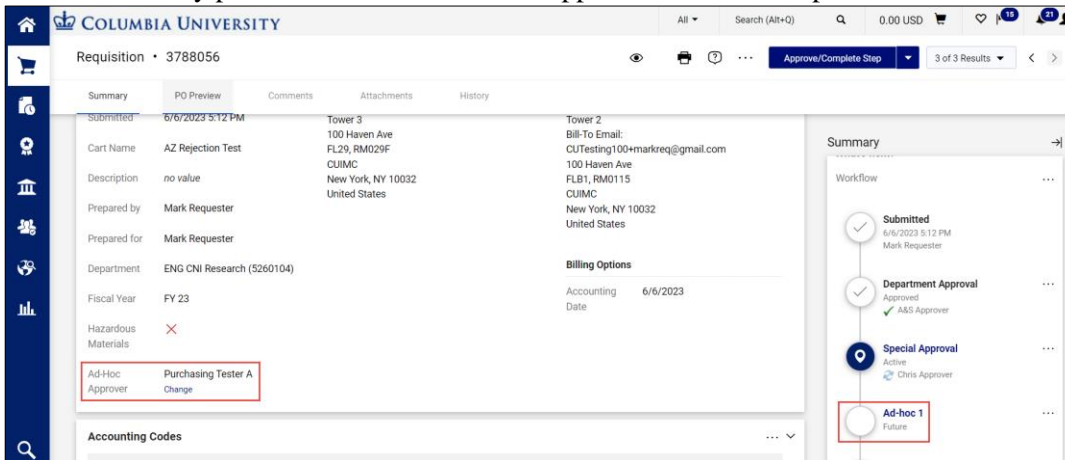 COLUMBIA UNIVERSITY
All
Search (Alt+Q)
0.00 USD
15
21
Requisition • 3788056
Approve/Complete Step
3 of 3 Results
Summary
PO Preview
Comments
Attachments
History
Submitted 6/6/2023 5:12 PM
Cart Name AZ Rejection Test
Description no value
Prepared by Mark Requester
Prepared for Mark Requester
Department ENG CNI Research (5260104)
Fiscal Year FY 23
Hazardous
Materials
Ad-Hoc Purchasing Tester A
Approver Change
Tower 3
100 Haven Ave
FL29, RM029F
CUIMC
New York, NY 10032
United States
Tower 2
Bill-To Email:
CUTesting100+markreq@gmail.com
100 Haven Ave
FLB1, RM0115
CUIMC
New York, NY 10032
United States
Billing Options
Accounting 6/6/2023
Date
Accounting Codes
Summary
Workflow
Submitted
6/6/2023 5:12 PM
Mark Requester
Department Approval
Approved
A&S Approver
Special Approval
Active
Chris Approver
Ad-hoc 1
Future